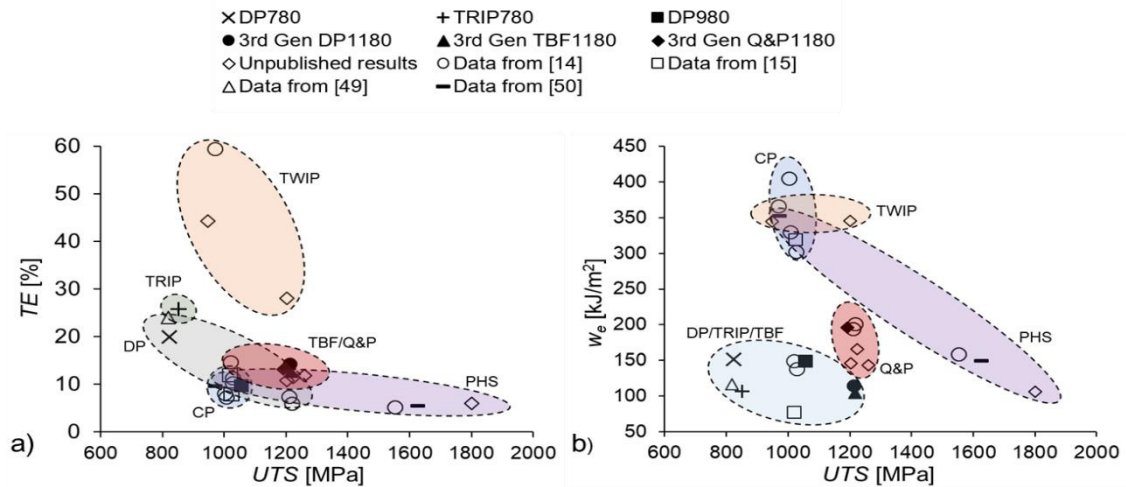 ×DP780 +TRIP780 ■DP980
●3rd Gen DP1180 ▲3rd Gen TBF1180 ◆3rd Gen Q&P1180
◇Unpublished results ○Data from [14] □Data from [15]
△Data from [49] −Data from [50]
60
50
40
30
20
10
0
TE [%]
TWIP
TRIP
DP
TBF/Q&P
CP
PHS
600 800 1000 1200 1400 1600 1800 2000
a) UTS [MPa]
450
400
350
300
250
200
150
100
50
we [kJ/m²]
CP
TWIP
DP/TRIP/TBF
Q&P
PHS
600 800 1000 1200 1400 1600 1800 2000
b) UTS [MPa]